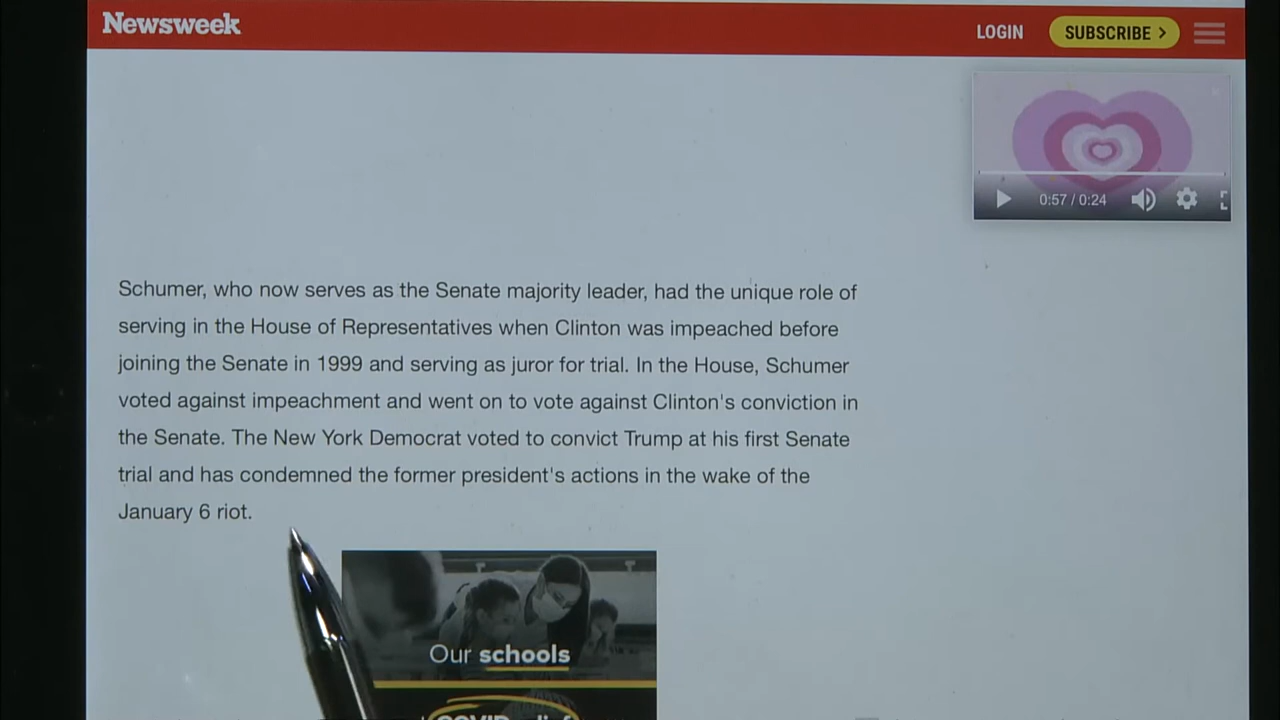 Newsweek
LOGIN
SUBSCRIBE >
0:57 / 0:24
Schumer, who now serves as the Senate majority leader, had the unique role of
serving in the House of Representatives when Clinton was impeached before
joining the Senate in 1999 and serving as juror for trial. In the House, Schumer
voted against impeachment and went on to vote against Clinton's conviction in
the Senate. The New York Democrat voted to convict Trump at his first Senate
trial and has condemned the former president's actions in the wake of the
January 6 riot.
Our schools
COVID